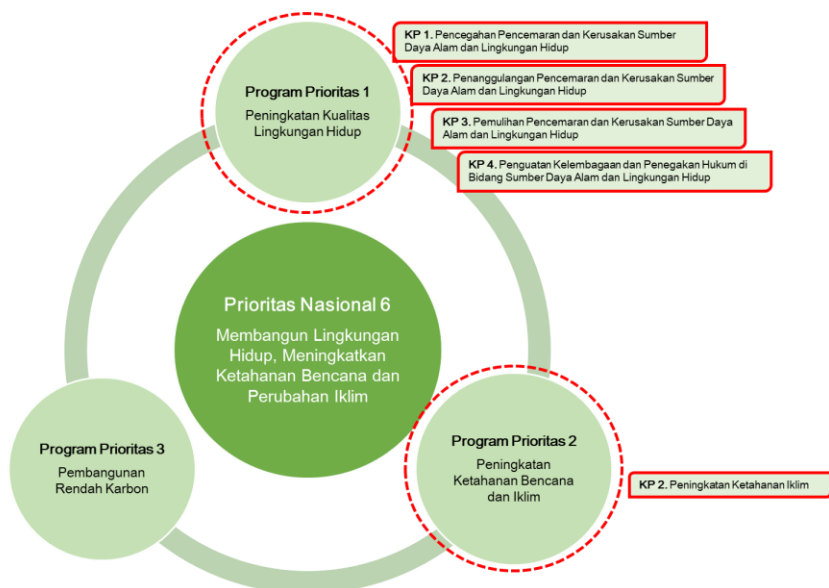 KP 1. Pencegahan Pencemaran dan Kerusakan Sumber
Daya Alam dan Lingkungan Hidup
KP 2. Penanggulangan Pencemaran dan Kerusakan Sumber
Daya Alam dan Lingkungan Hidup
KP 3. Pemulihan Pencemaran dan Kerusakan Sumber Daya
Alam dan Lingkungan Hidup
KP 4. Penguatan Kelembagaan dan Penegakan Hukum di
Bidang Sumber Daya Alam dan Lingkungan Hidup
Program Prioritas 1
Peningkatan Kualitas
Lingkungan Hidup
Prioritas Nasional 6
Membangun Lingkungan
Hidup, Meningkatkan
Ketahanan Bencana dan
Perubahan Iklim
Program Prioritas 3
Pembangunan
Rendah Karbon
Program Prioritas 2
Peningkatan
Ketahanan Bencana
dan Iklim
KP 2. Peningkatan Ketahanan Iklim